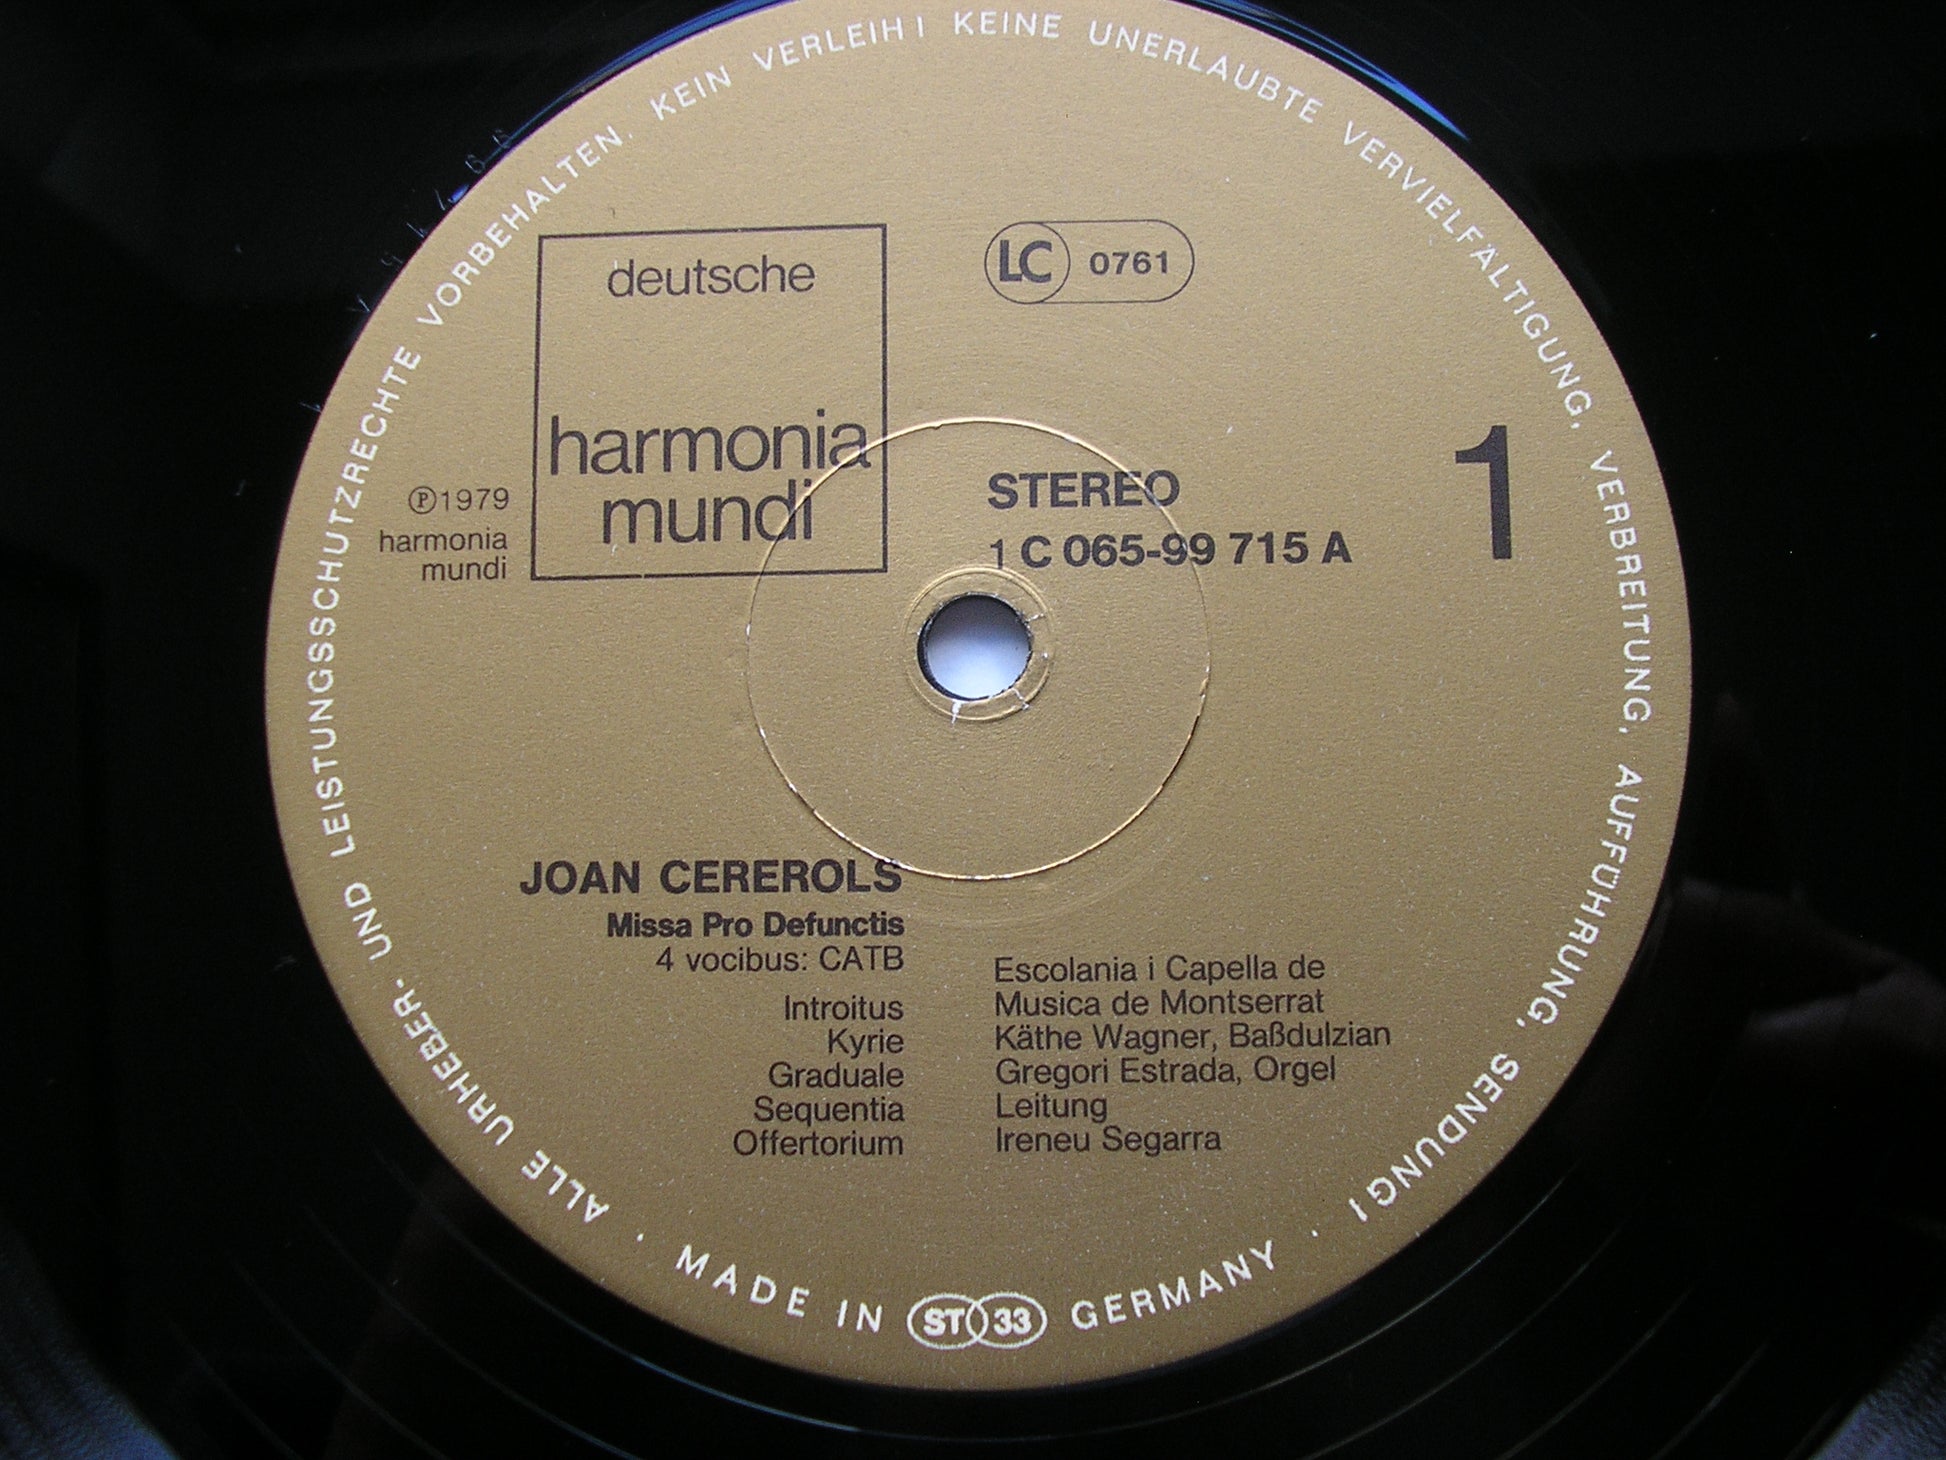 ALLE URHEBER- UND LEISTUNGSSCHUTZRECHTE VORBEHALTEN. KEIN VERLEIH! KEINE UNERLAUBTE VERVIELFÄLTIGUNG, VERBREITUNG, AUFFÜHRUNG, SENDUNG!
deutsche
harmonia
mundi
LC 0761
℗1979
harmonia
mundi
STEREO
1 C 065-99 715 A
1
JOAN CEREROLS
Missa Pro Defunctis
4 vocibus: CATB
Introitus
Kyrie
Graduale
Sequentia
Offertorium
Escolania i Capella de
Musica de Montserrat
Käthe Wagner, Baßdulzian
Gregori Estrada, Orgel
Leitung
Ireneu Segarra
· MADE IN ST 33 GERMANY ·